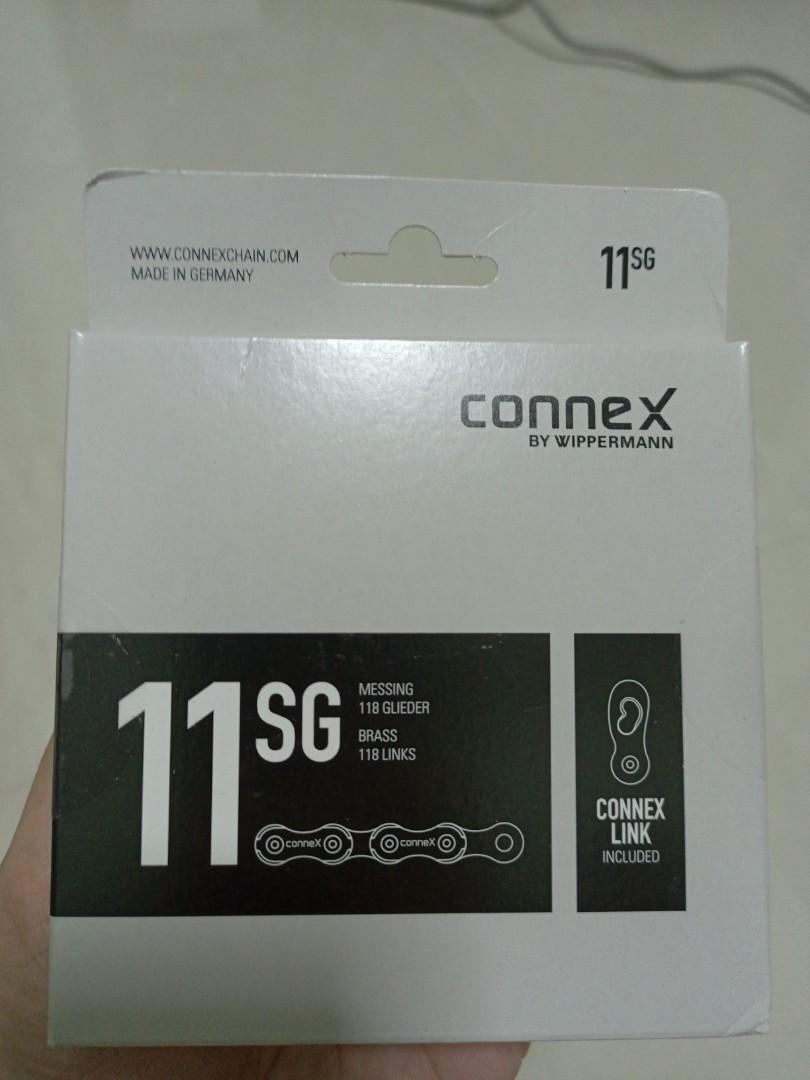 WWW.CONNEXCHAIN.COM
MADE IN GERMANY
11SG
conneX
BY WIPPERMANN
11SG
MESSING
118 GLIEDER
BRASS
118 LINKS
conneX
conneX
CONNEX
LINK
INCLUDED